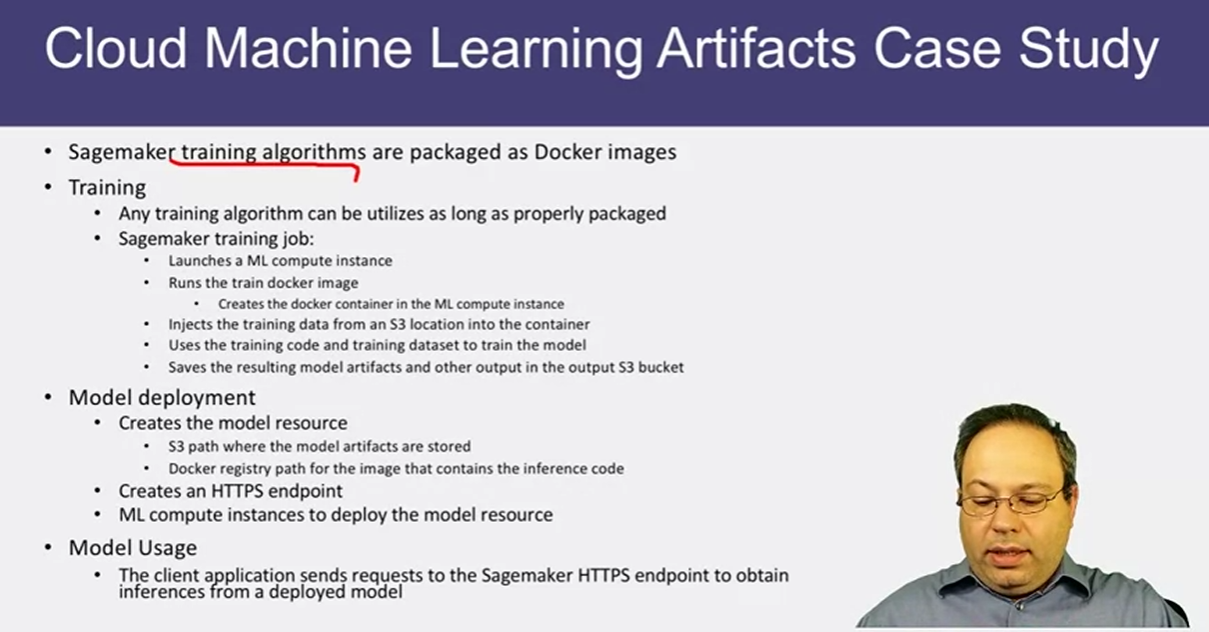 Cloud Machine Learning Artifacts Case Study
• Sagemaker training algorithms are packaged as Docker images
• Training
• Any training algorithm can be utilizes as long as properly packaged
• Sagemaker training job:
• Launches a ML compute instance
• Runs the train docker image
• Creates the docker container in the ML compute instance
• Injects the training data from an S3 location into the container
• Uses the training code and training dataset to train the model
• Saves the resulting model artifacts and other output in the output S3 bucket
• Model deployment
• Creates the model resource
• S3 path where the model artifacts are stored
• Docker registry path for the image that contains the inference code
• Creates an HTTPS endpoint
• ML compute instances to deploy the model resource
• Model Usage
• The client application sends requests to the Sagemaker HTTPS endpoint to obtain
inferences from a deployed model